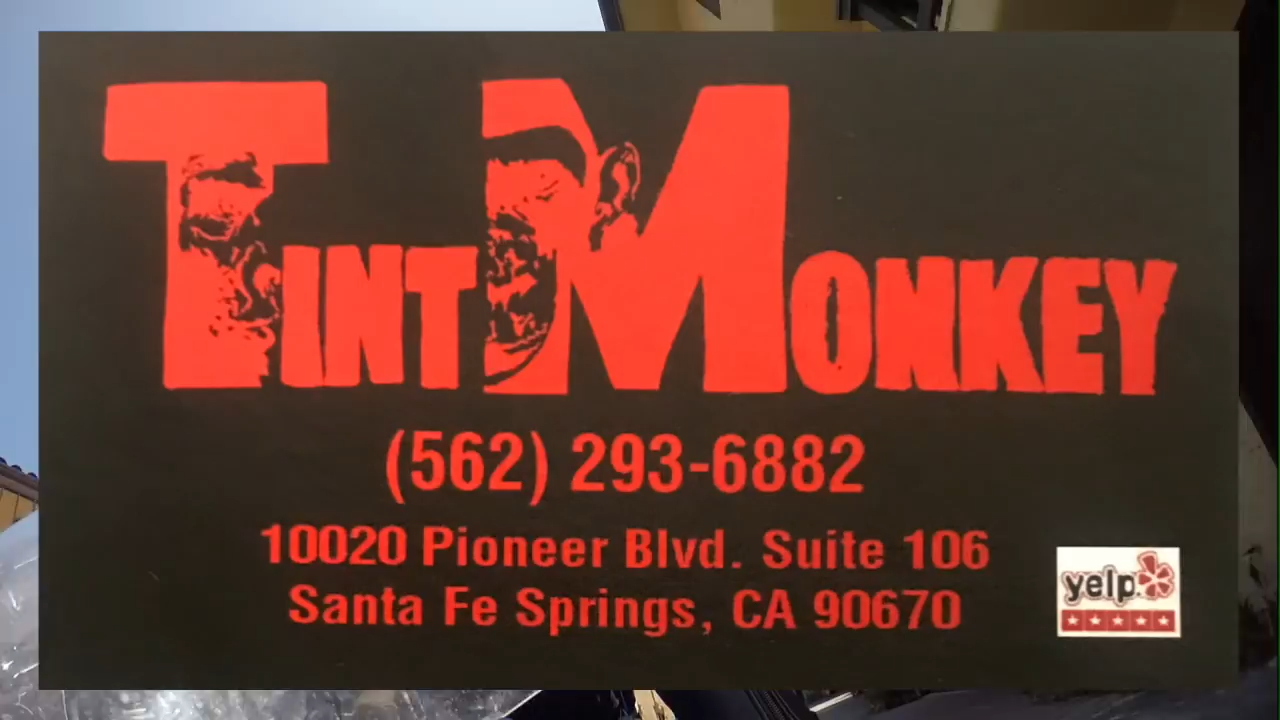 TINT MONKEY
(562) 293-6882
10020 Pioneer Blvd. Suite 106
Santa Fe Springs, CA 90670
yelp